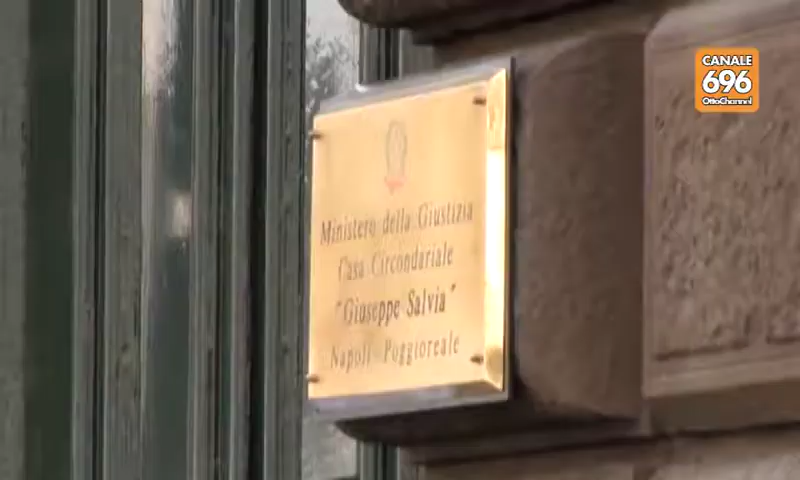 CANALE
696
OttoChannel
Ministero della Giustizia
Casa Circondariale
"Giuseppe Salvia"
Napoli Poggioreale